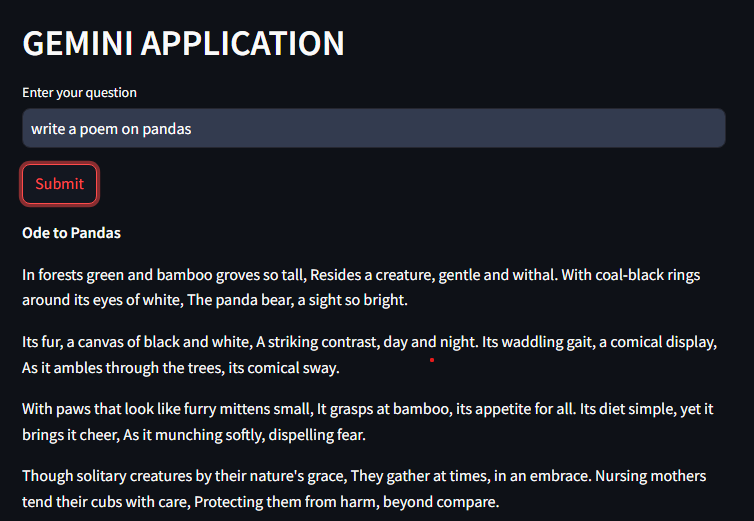 GEMINI APPLICATION
Enter your question
write a poem on pandas
Submit
Ode to Pandas
In forests green and bamboo groves so tall, Resides a creature, gentle and withal. With coal-black rings
around its eyes of white, The panda bear, a sight so bright.
Its fur, a canvas of black and white, A striking contrast, day and night. Its waddling gait, a comical display,
As it ambles through the trees, its comical sway.
With paws that look like furry mittens small, It grasps at bamboo, its appetite for all. Its diet simple, yet it
brings it cheer, As it munching softly, dispelling fear.
Though solitary creatures by their nature's grace, They gather at times, in an embrace. Nursing mothers
tend their cubs with care, Protecting them from harm, beyond compare.